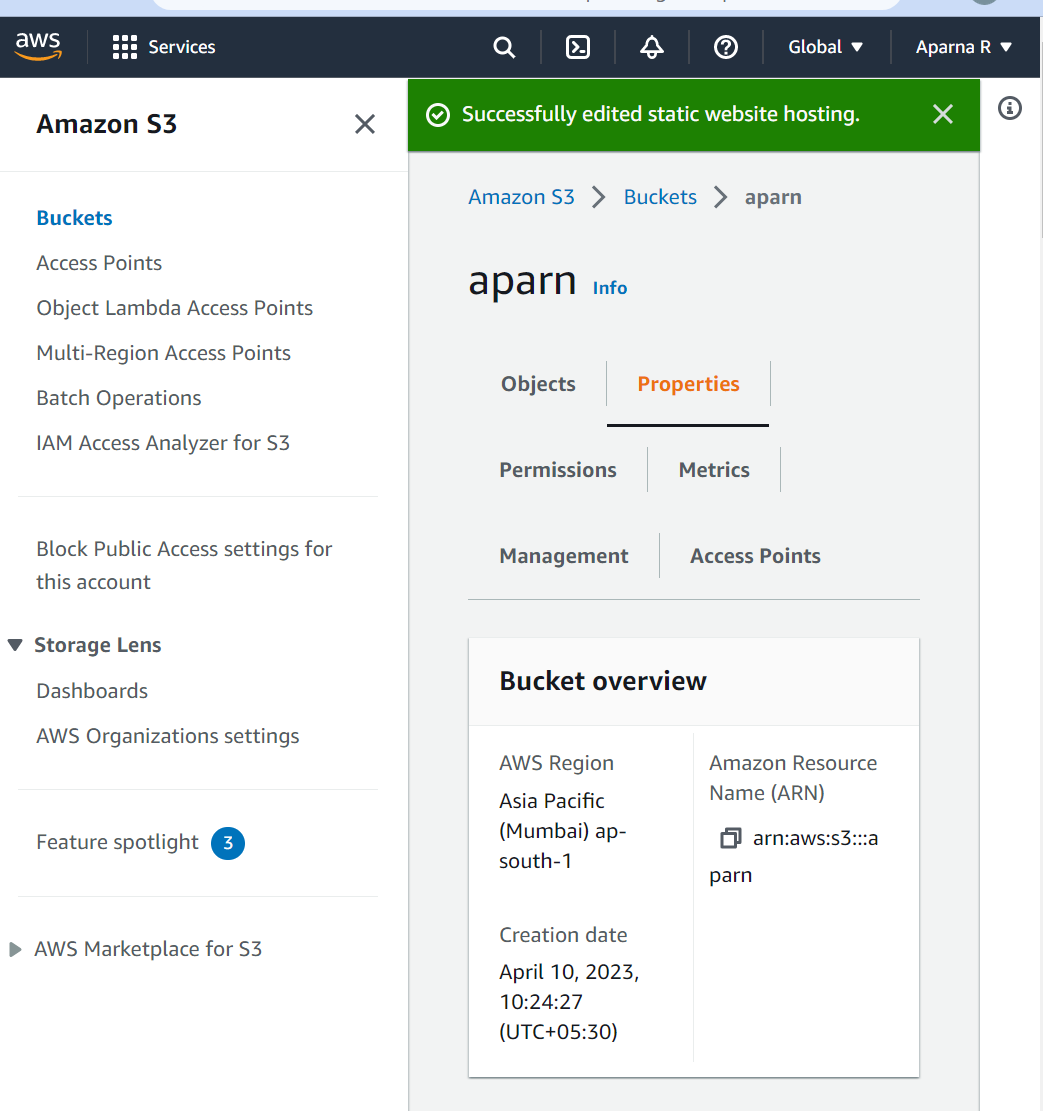 aws
Services
Global
Aparna R
Amazon S3
Buckets
Access Points
Object Lambda Access Points
Multi-Region Access Points
Batch Operations
IAM Access Analyzer for S3
Block Public Access settings for
this account
Storage Lens
Dashboards
AWS Organizations settings
Feature spotlight 3
AWS Marketplace for S3
Successfully edited static website hosting.
Amazon S3 > Buckets > aparn
aparn Info
Objects
Properties
Permissions
Metrics
Management
Access Points
Bucket overview
AWS Region
Asia Pacific
(Mumbai) ap-
south-1
Amazon Resource
Name (ARN)
arn:aws:s3:::a
parn
Creation date
April 10, 2023,
10:24:27
(UTC+05:30)